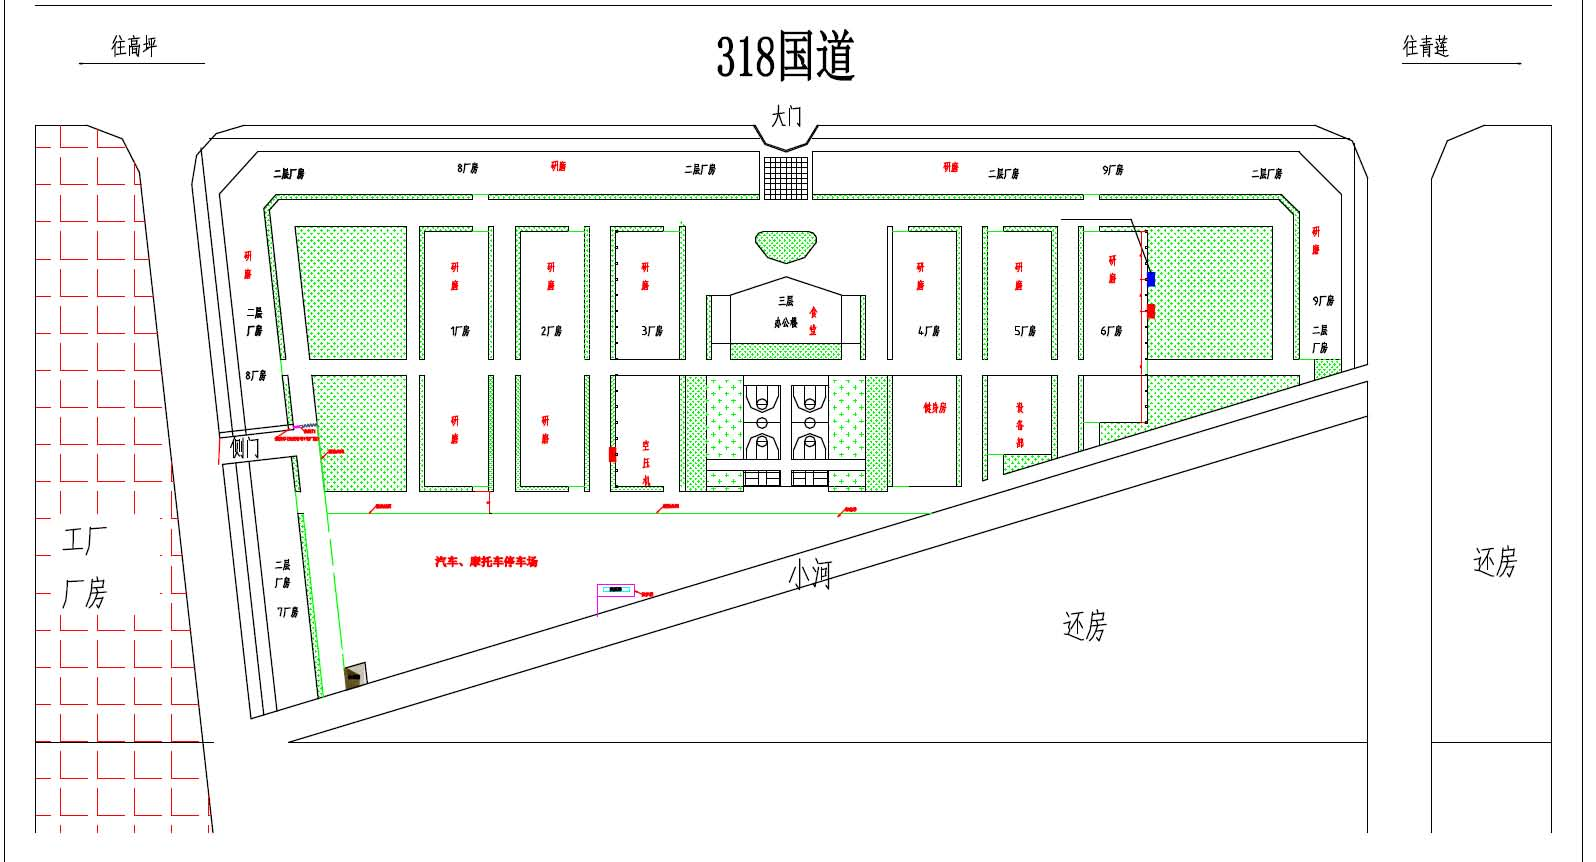 往高坪
318国道
往青莲
大门
二层厂房
8厂房
研磨
二层厂房
研磨
二层厂房
9厂房
二层厂房
研
磨
研
磨
研
磨
研
磨
研
磨
研
磨
研
磨
研
磨
二层
厂房
1厂房
2厂房
3厂房
三层
办公楼
食
堂
4厂房
5厂房
6厂房
9厂房
二层
厂房
8厂房
研
磨
研
磨
空
压
机
健身房
设
备
部
侧门
工厂
厂房
汽车、摩托车停车场
小河
还房
还房
二层
厂房
7厂房